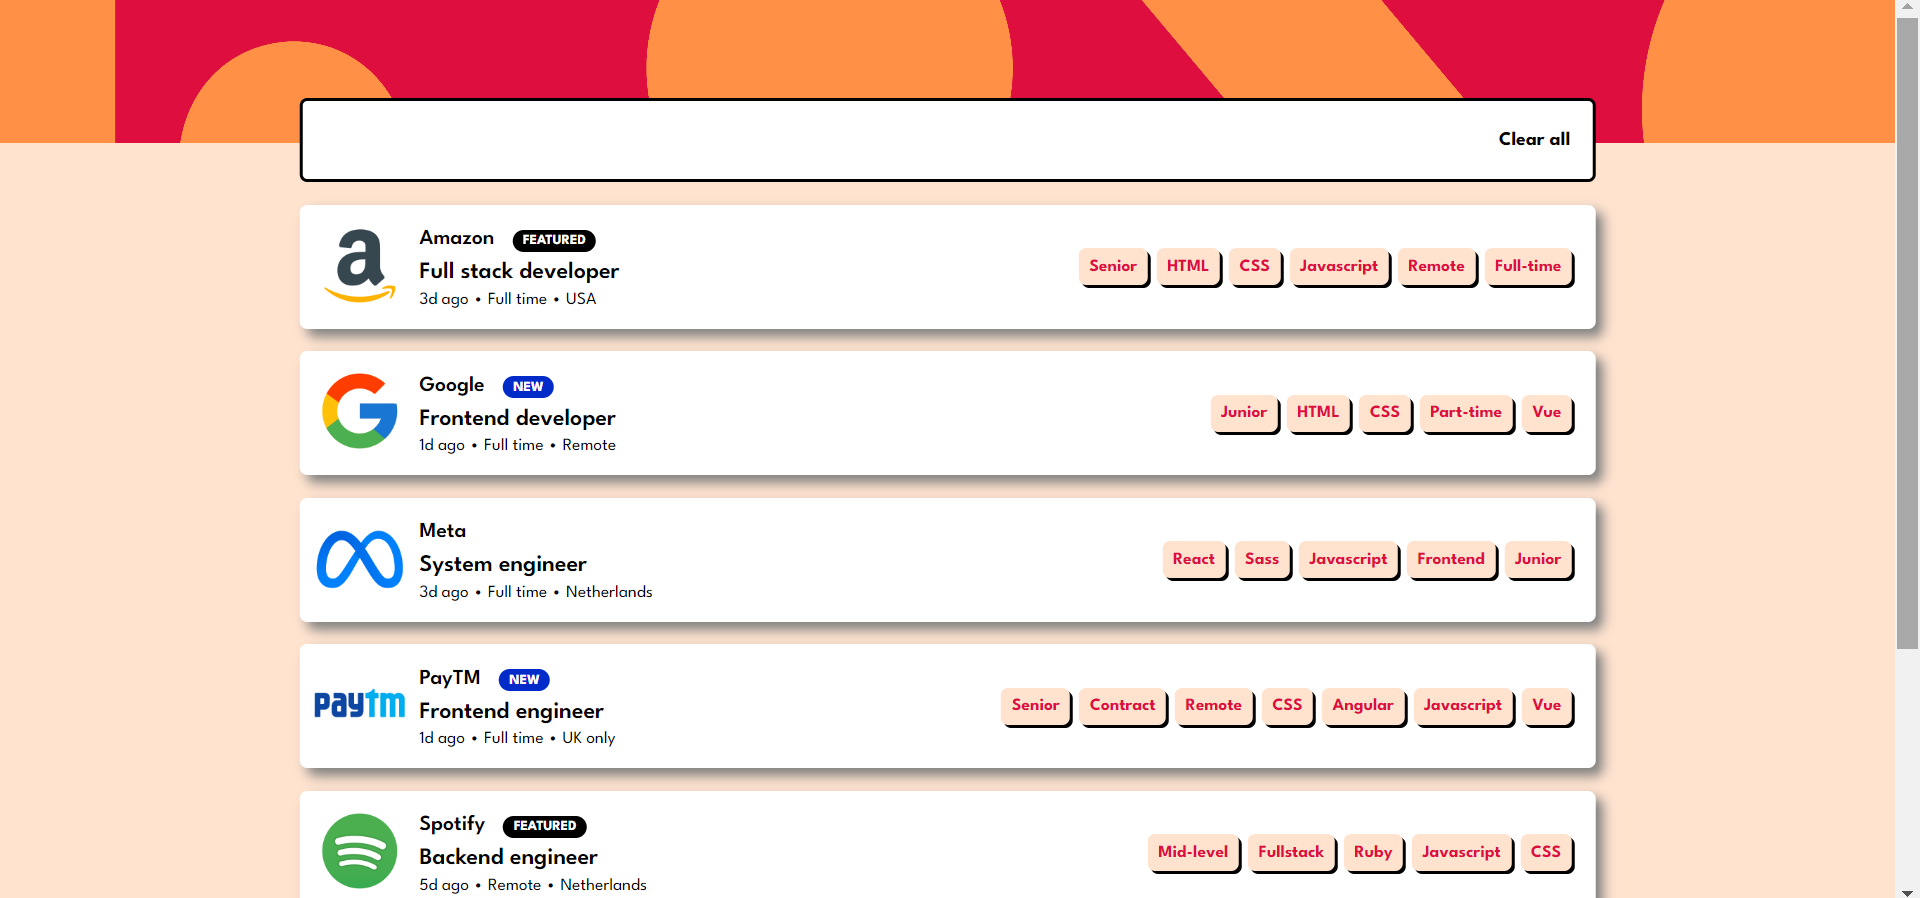 Clear all
Amazon FEATURED
Full stack developer
3d ago • Full time • USA
Senior HTML CSS Javascript Remote Full-time
Google NEW
Frontend developer
1d ago • Full time • Remote
Junior HTML CSS Part-time Vue
Meta
System engineer
3d ago • Full time • Netherlands
React Sass Javascript Frontend Junior
paytm
PayTM NEW
Frontend engineer
1d ago • Full time • UK only
Senior Contract Remote CSS Angular Javascript Vue
Spotify FEATURED
Backend engineer
5d ago • Remote • Netherlands
Mid-level Fullstack Ruby Javascript CSS